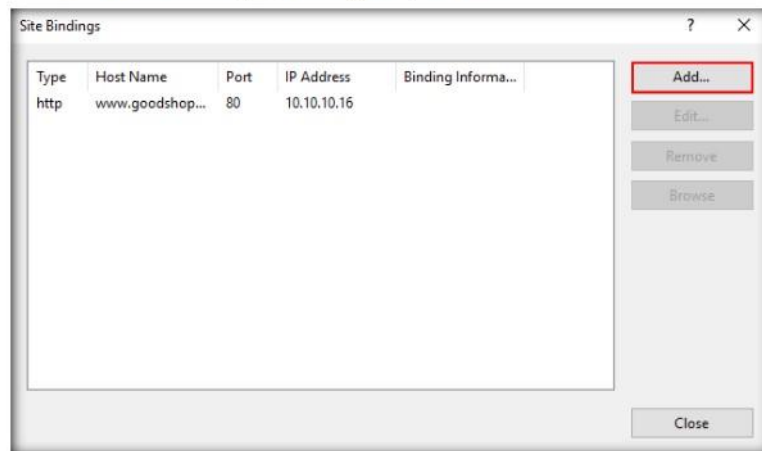 Site Bindings ? ×
Type Host Name Port IP Address Binding Informa...
http www.goodshop... 80 10.10.10.16
Add...
Edit...
Remove
Browse
Close